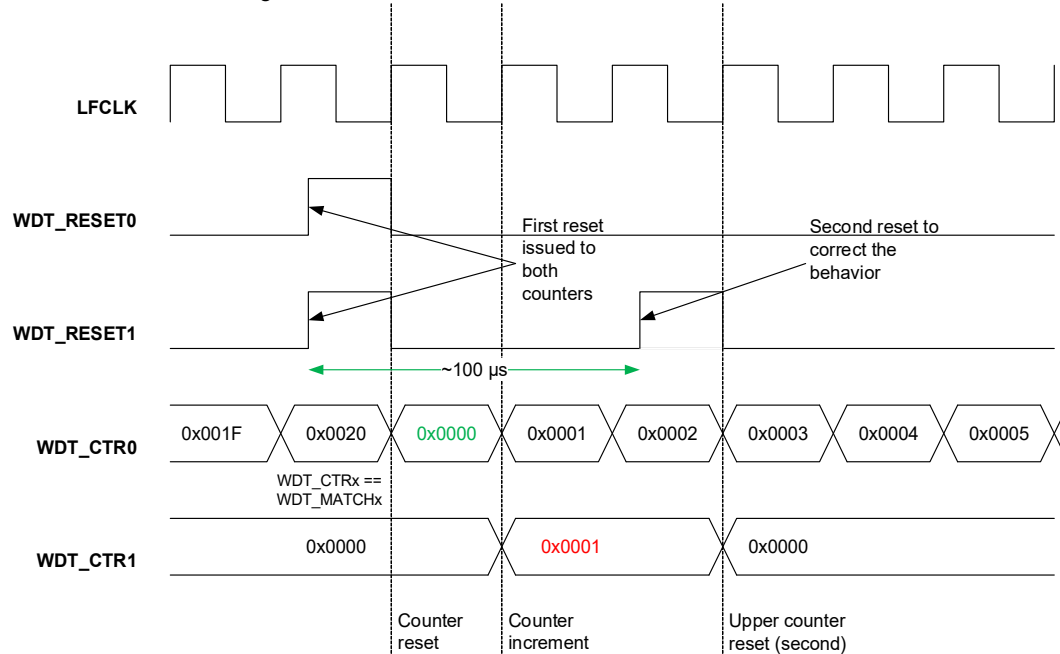 LFCLK
WDT_RESET0
First reset
issued to
both
counters
Second reset to
correct the
behavior
WDT_RESET1
~100 µs
WDT_CTR0
0x001F
0x0020
0x0000
0x0001
0x0002
0x0003
0x0004
0x0005
WDT_CTRx ==
WDT_MATCHx
WDT_CTR1
0x0000
0x0001
0x0000
Counter
reset
Counter
increment
Upper counter
reset (second)